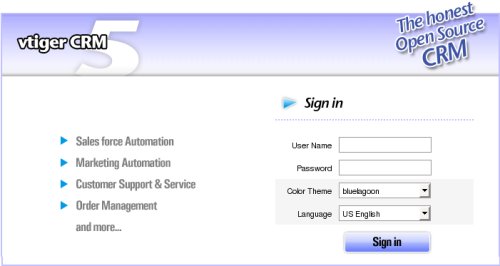 vtiger CRM 5
The honest
Open Source
CRM
Sign in
Sales force Automation
Marketing Automation
Customer Support & Service
Order Management
and more...
User Name
Password
Color Theme bluelagoon
Language US English
Sign in